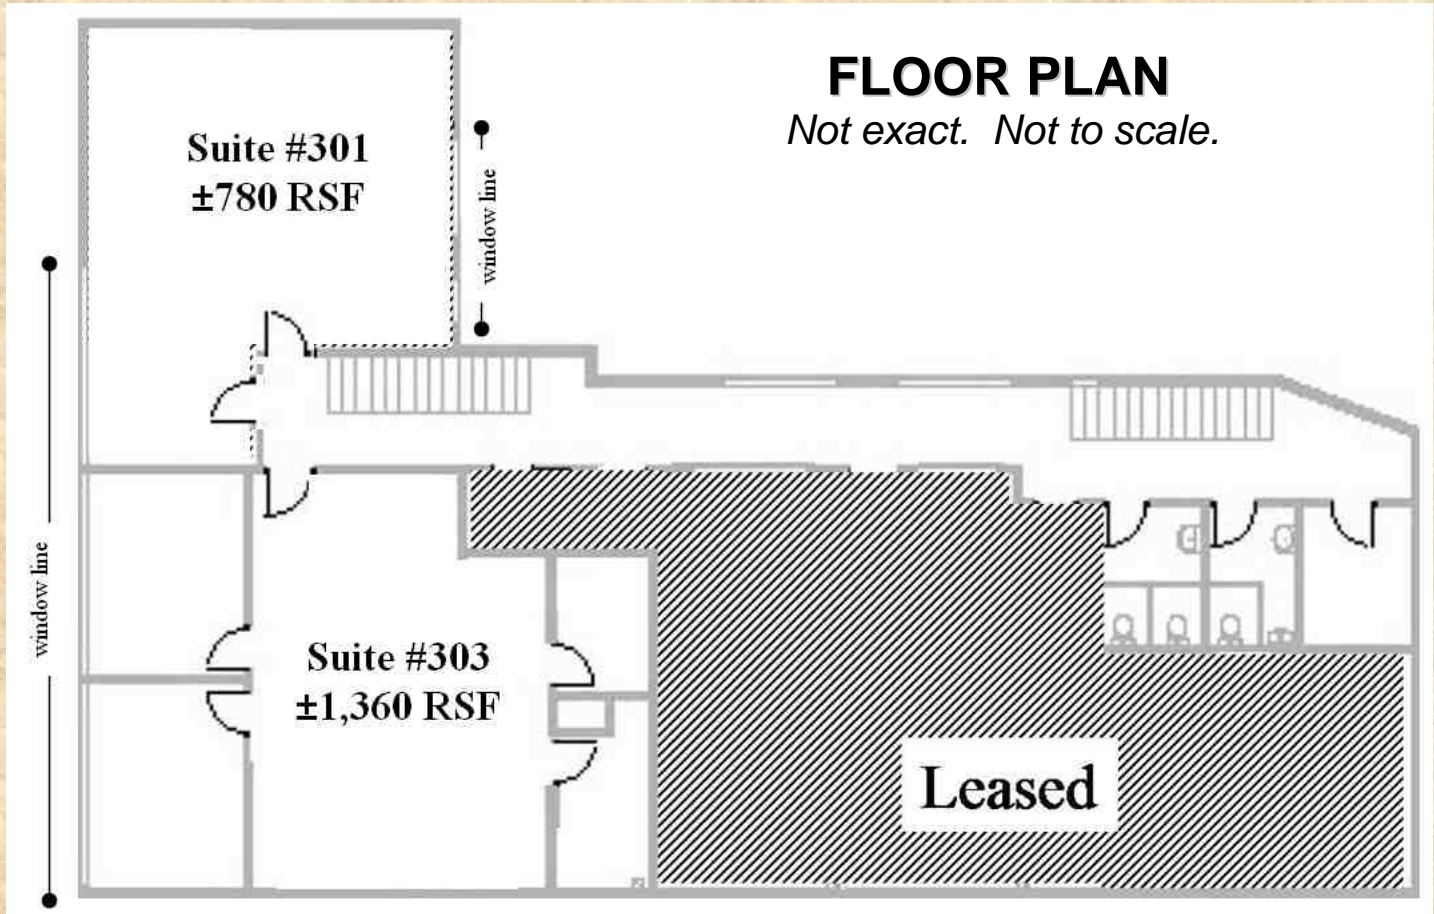 FLOOR PLAN
Not exact.  Not to scale.
Suite #301
±780 RSF
window line
window line
Suite #303
±1,360 RSF
Leased